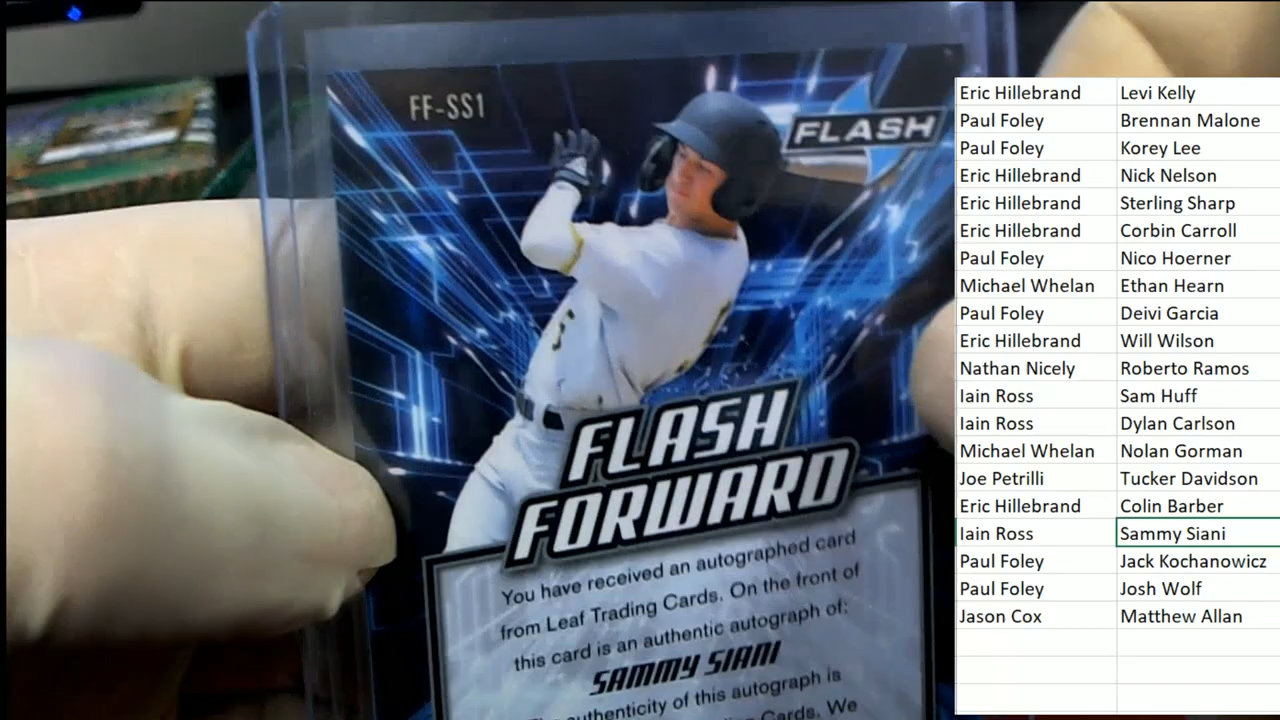 FF-SS1
FLASH
FLASH
FORWARD
You have received an autographed card
from Leaf Trading Cards. On the front of
this card is an authentic autograph of:
SAMMY SIANI
authenticity of this autograph is
Cards. We
Eric Hillebrand Levi Kelly
Paul Foley Brennan Malone
Paul Foley Korey Lee
Eric Hillebrand Nick Nelson
Eric Hillebrand Sterling Sharp
Eric Hillebrand Corbin Carroll
Paul Foley Nico Hoerner
Michael Whelan Ethan Hearn
Paul Foley Deivi Garcia
Eric Hillebrand Will Wilson
Nathan Nicely Roberto Ramos
Iain Ross Sam Huff
Iain Ross Dylan Carlson
Michael Whelan Nolan Gorman
Joe Petrilli Tucker Davidson
Eric Hillebrand Colin Barber
Iain Ross Sammy Siani
Paul Foley Jack Kochanowicz
Paul Foley Josh Wolf
Jason Cox Matthew Allan